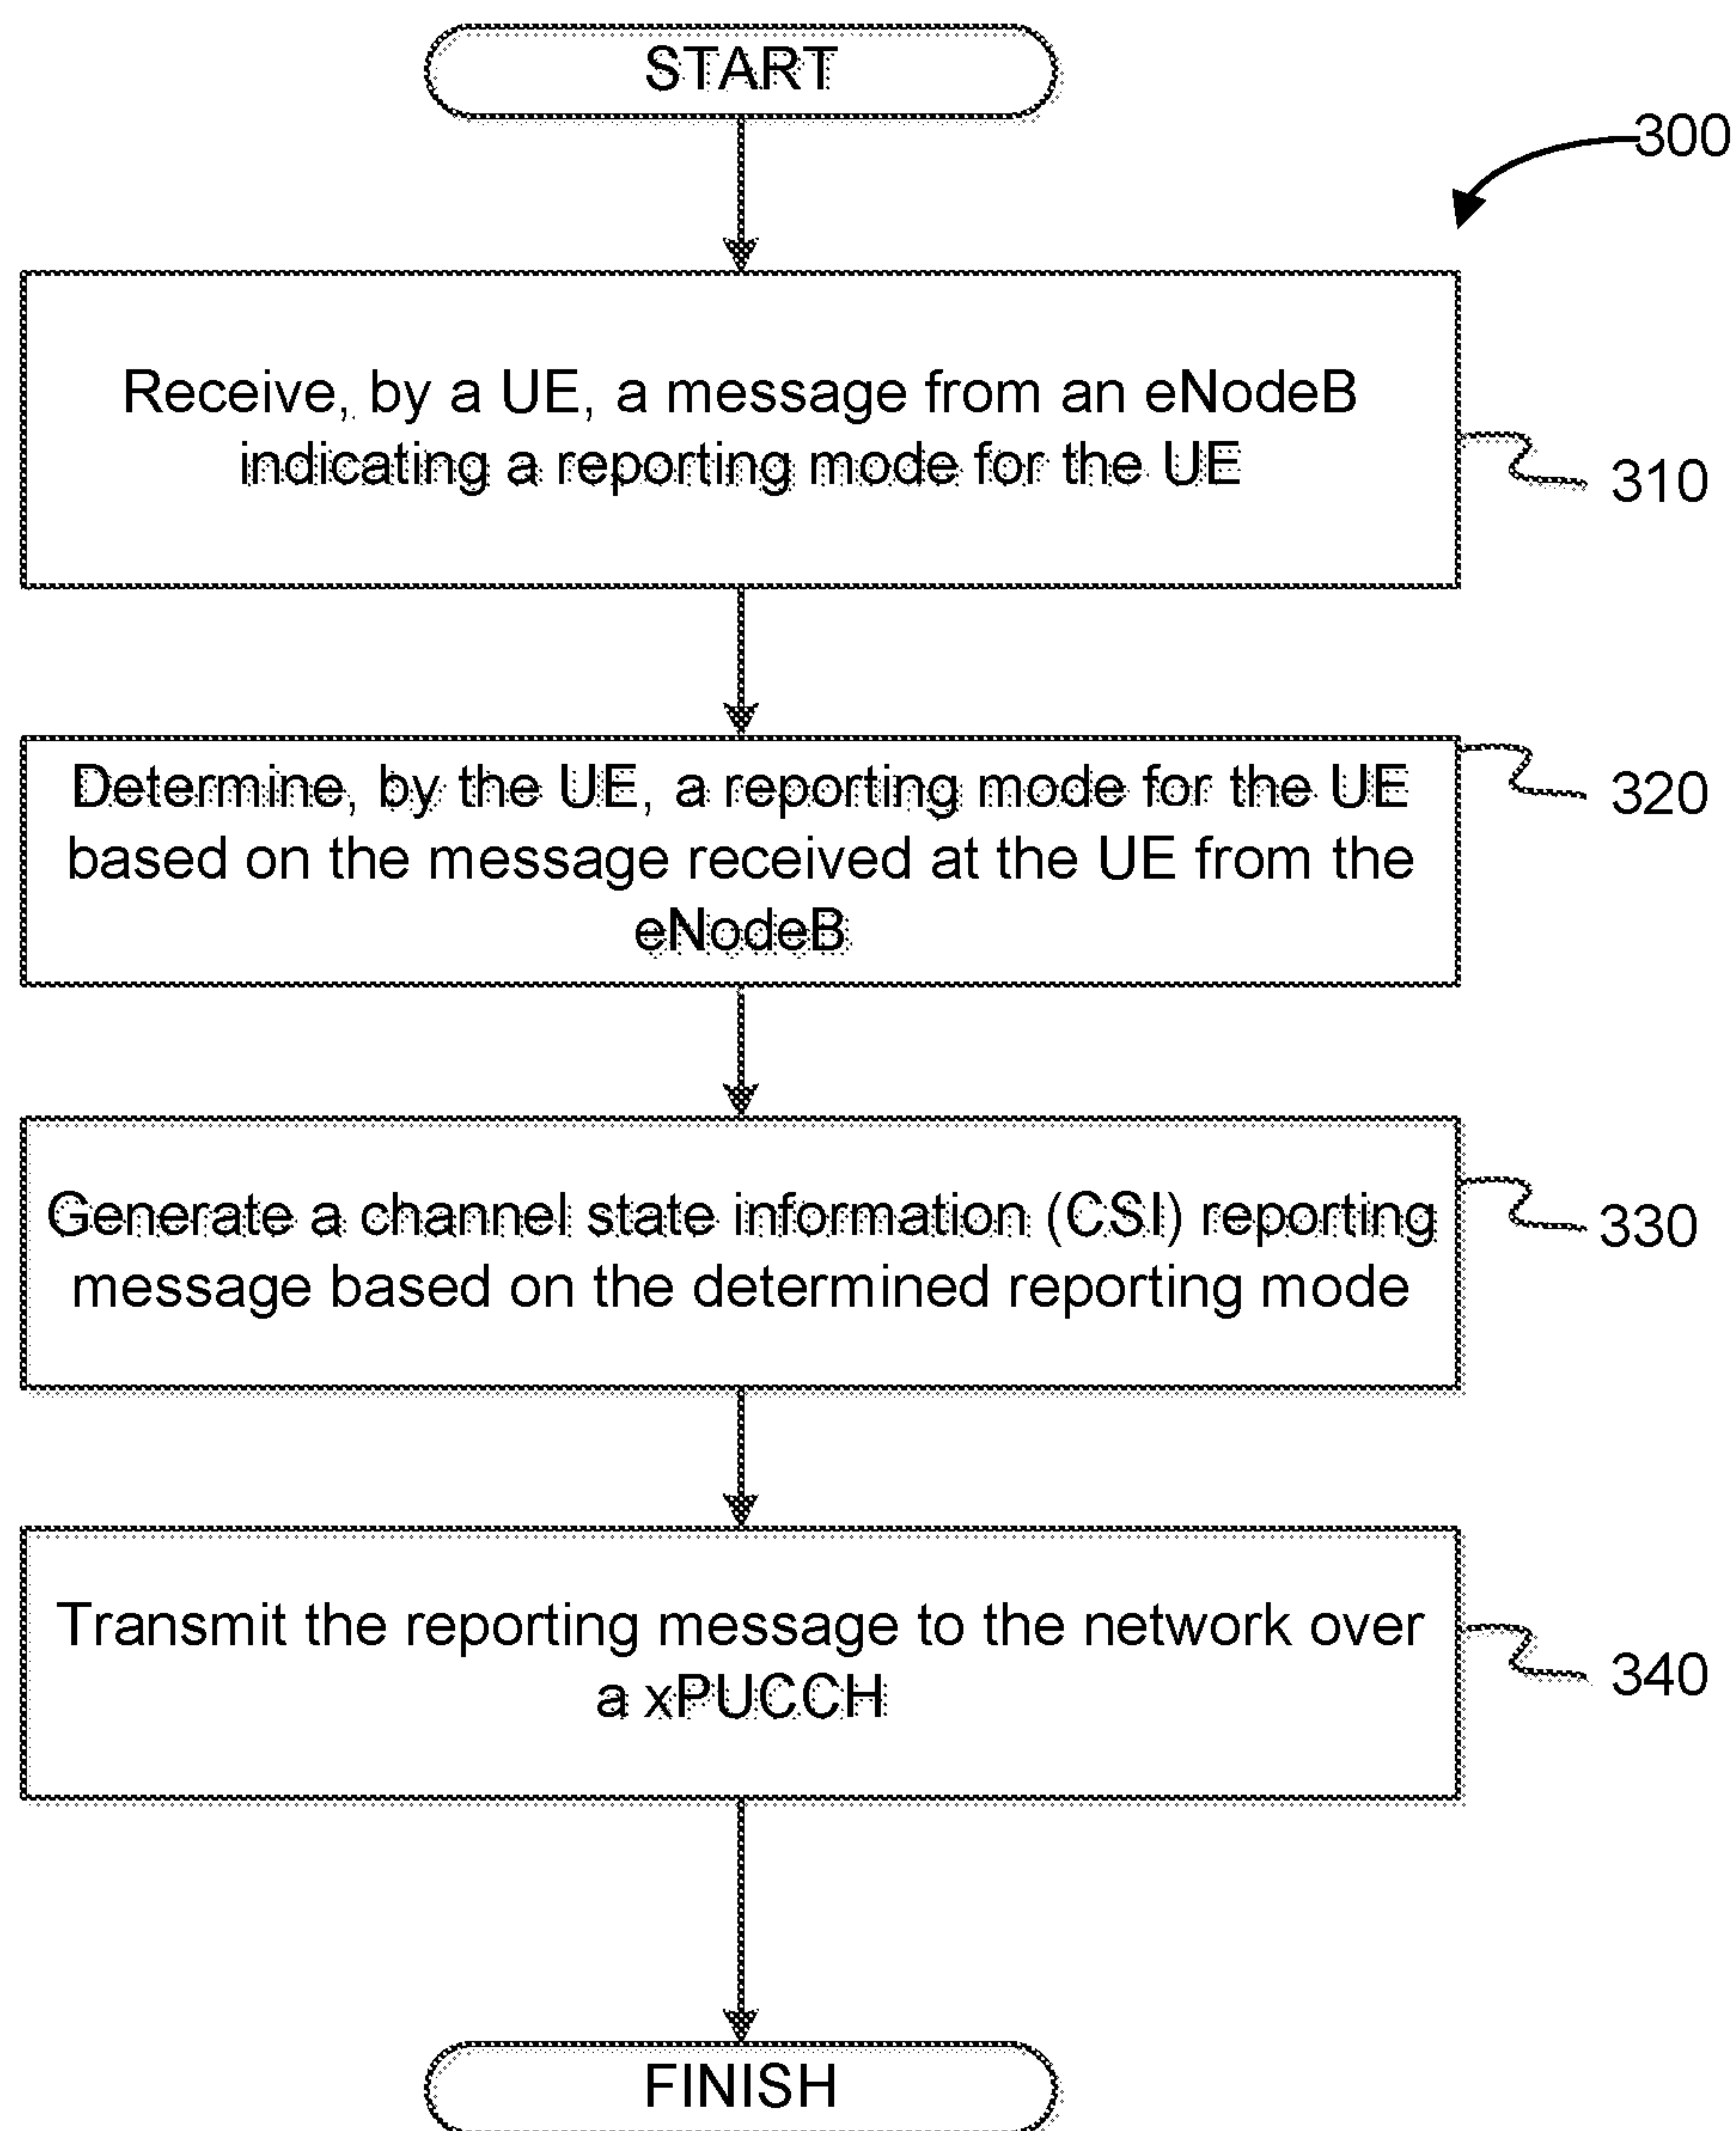 START
300
Receive, by a UE, a message from an eNodeB
indicating a reporting mode for the UE
310
Determine, by the UE, a reporting mode for the UE
based on the message received at the UE from the
eNodeB
320
Generate a channel state information (CSI) reporting
message based on the determined reporting mode
330
Transmit the reporting message to the network over
a xPUCCH
340
FINISH